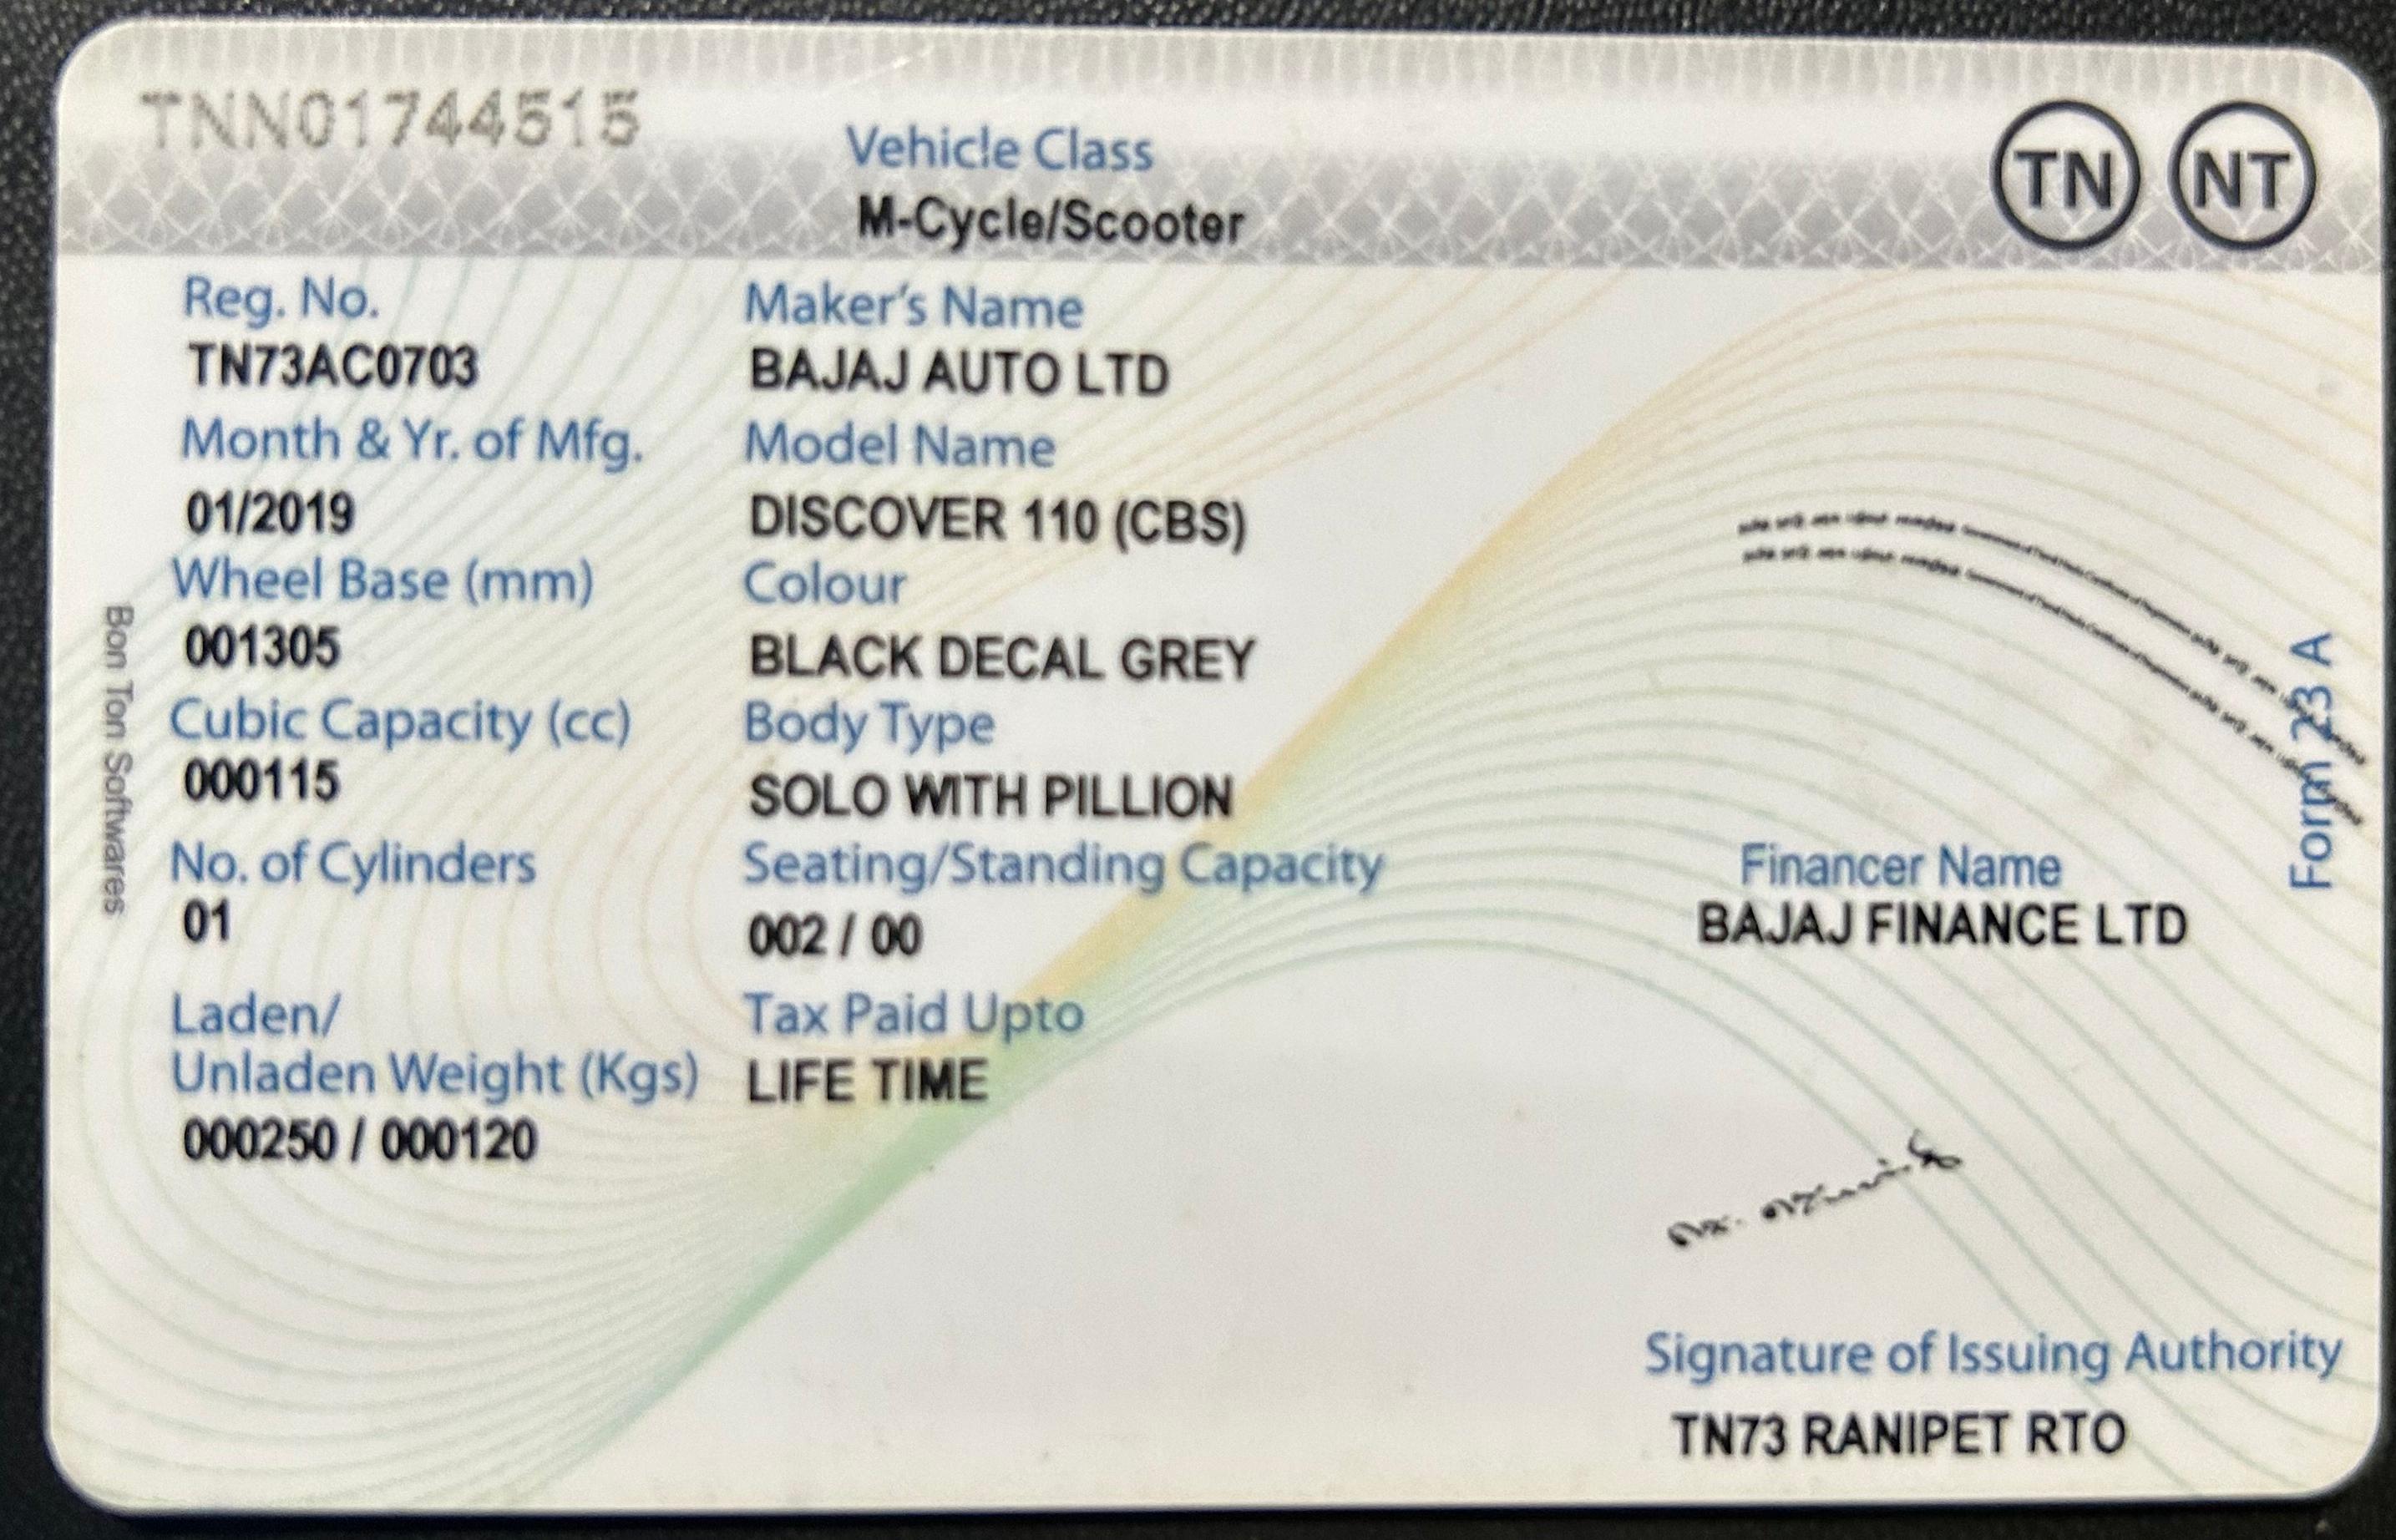 TNN01744515
Vehicle Class
M-Cycle/Scooter
TN NT
Reg. No.
TN73AC0703
Month & Yr. of Mfg.
01/2019
Wheel Base (mm)
001305
Cubic Capacity (cc)
000115
No. of Cylinders
01
Laden/
Unladen Weight (Kgs)
000250 / 000120
Maker's Name
BAJAJ AUTO LTD
Model Name
DISCOVER 110 (CBS)
Colour
BLACK DECAL GREY
Body Type
SOLO WITH PILLION
Seating/Standing Capacity
002 / 00
Tax Paid Upto
LIFE TIME
Form 23 A
Financer Name
BAJAJ FINANCE LTD
Signature of Issuing Authority
TN73 RANIPET RTO
Bon Ton Softwares